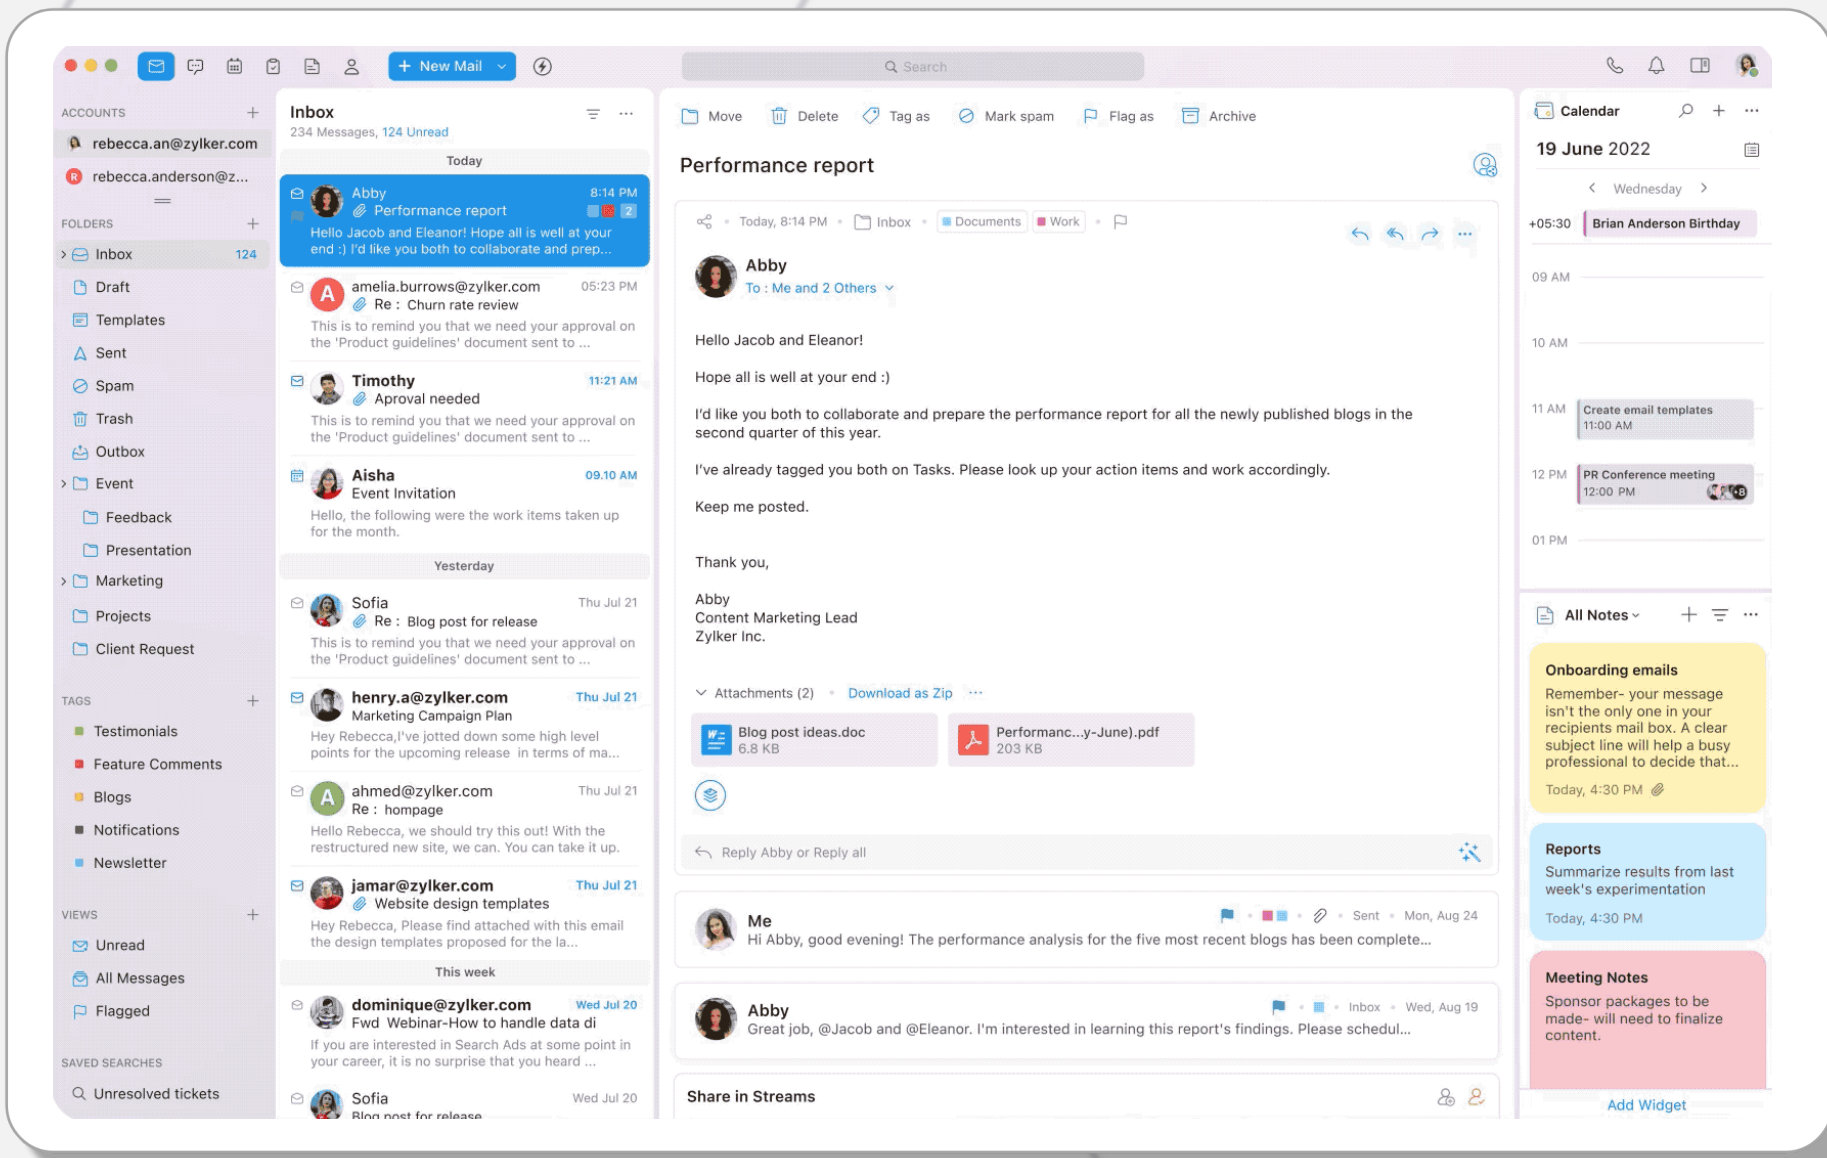 New Mail
Search
ACCOUNTS
rebecca.an@zylker.com
R rebecca.anderson@z...
FOLDERS
Inbox 124
Draft
Templates
Sent
Spam
Trash
Outbox
Event
Feedback
Presentation
Marketing
Projects
Client Request
TAGS
Testimonials
Feature Comments
Blogs
Notifications
Newsletter
VIEWS
Unread
All Messages
Flagged
SAVED SEARCHES
Unresolved tickets
Inbox
234 Messages, 124 Unread
Today
Abby 8:14 PM
Performance report 2
Hello Jacob and Eleanor! Hope all is well at your
end :) I'd like you both to collaborate and prep...
A amelia.burrows@zylker.com 05:23 PM
Re : Churn rate review
This is to remind you that we need your approval on
the 'Product guidelines' document sent to ...
Timothy 11:21 AM
Aproval needed
This is to remind you that we need your approval on
the 'Product guidelines' document sent to ...
Aisha 09.10 AM
Event Invitation
Hello, the following were the work items taken up
for the month.
Yesterday
Sofia Thu Jul 21
Re : Blog post for release
This is to remind you that we need your approval on
the 'Product guidelines' document sent to ...
henry.a@zylker.com Thu Jul 21
Marketing Campaign Plan
Hey Rebecca,I've jotted down some high level
points for the upcoming release in terms of ma...
A ahmed@zylker.com Thu Jul 21
Re : hompage
Hello Rebecca, we should try this out! With the
restructured new site, we can. You can take it up.
jamar@zylker.com Thu Jul 21
Website design templates
Hey Rebecca, Please find attached with this email
the design templates proposed for the la...
This week
dominique@zylker.com Wed Jul 20
Fwd Webinar-How to handle data di
If you are interested in Search Ads at some point in
your career, it is no surprise that you heard ...
Sofia Wed Jul 20
Blog post for release
Move Delete Tag as Mark spam Flag as Archive
Performance report
Today, 8:14 PM Inbox Documents Work
Abby
To : Me and 2 Others
Hello Jacob and Eleanor!
Hope all is well at your end :)
I'd like you both to collaborate and prepare the performance report for all the newly published blogs in the
second quarter of this year.
I've already tagged you both on Tasks. Please look up your action items and work accordingly.
Keep me posted.
Thank you,
Abby
Content Marketing Lead
Zylker Inc.
Attachments (2) Download as Zip
Blog post ideas.doc
6.8 KB
Performanc...y-June).pdf
203 KB
Reply Abby or Reply all
Me Sent Mon, Aug 24
Hi Abby, good evening! The performance analysis for the five most recent blogs has been complete...
Abby Inbox Wed, Aug 19
Great job, @Jacob and @Eleanor. I'm interested in learning this report's findings. Please schedul...
Share in Streams
Calendar
19 June 2022
Wednesday
+05:30 Brian Anderson Birthday
09 AM
10 AM
11 AM Create email templates
11:00 AM
12 PM PR Conference meeting
12:00 PM +8
01 PM
All Notes
Onboarding emails
Remember- your message
isn't the only one in your
recipients mail box. A clear
subject line will help a busy
professional to decide that...
Today, 4:30 PM
Reports
Summarize results from last
week's experimentation
Today, 4:30 PM
Meeting Notes
Sponsor packages to be
made- will need to finalize
content.
Add Widget